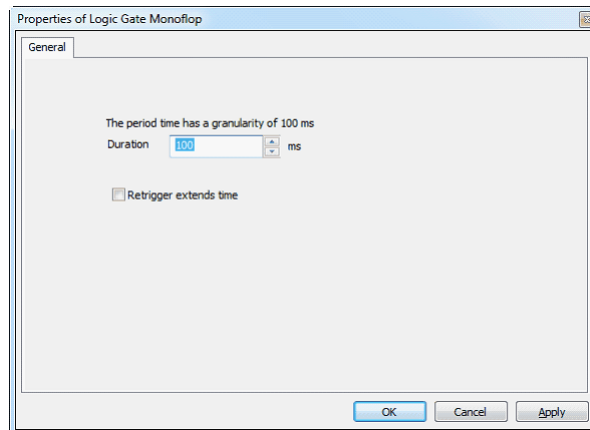 Properties of Logic Gate Monoflop
General
The period time has a granularity of 100 ms
Duration 100 ms
Retrigger extends time
OK Cancel Apply